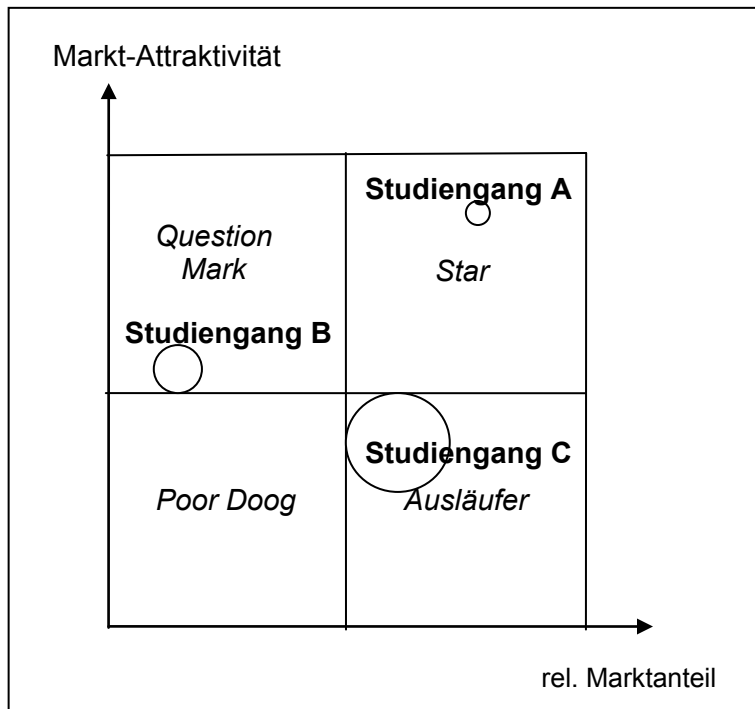 Markt-Attraktivität
Studiengang A
Question
Mark
Star
Studiengang B
Studiengang C
Poor Doog
Ausläufer
rel. Marktanteil